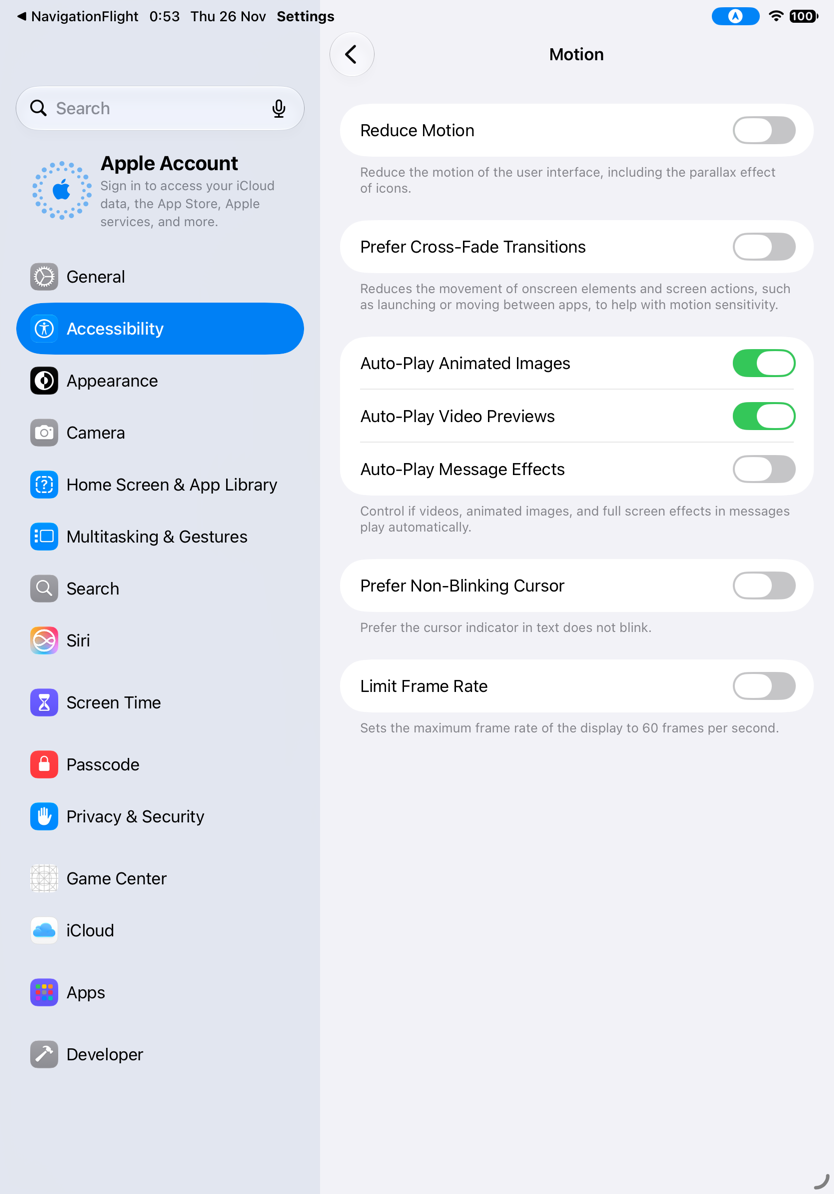 ◀ NavigationFlight 0:53 Thu 26 Nov Settings
100
Search
Apple Account
Sign in to access your iCloud
data, the App Store, Apple
services, and more.
General
Accessibility
Appearance
Camera
Home Screen & App Library
Multitasking & Gestures
Search
Siri
Screen Time
Passcode
Privacy & Security
Game Center
iCloud
Apps
Developer
Motion
Reduce Motion
Reduce the motion of the user interface, including the parallax effect
of icons.
Prefer Cross-Fade Transitions
Reduces the movement of onscreen elements and screen actions, such
as launching or moving between apps, to help with motion sensitivity.
Auto-Play Animated Images
Auto-Play Video Previews
Auto-Play Message Effects
Control if videos, animated images, and full screen effects in messages
play automatically.
Prefer Non-Blinking Cursor
Prefer the cursor indicator in text does not blink.
Limit Frame Rate
Sets the maximum frame rate of the display to 60 frames per second.